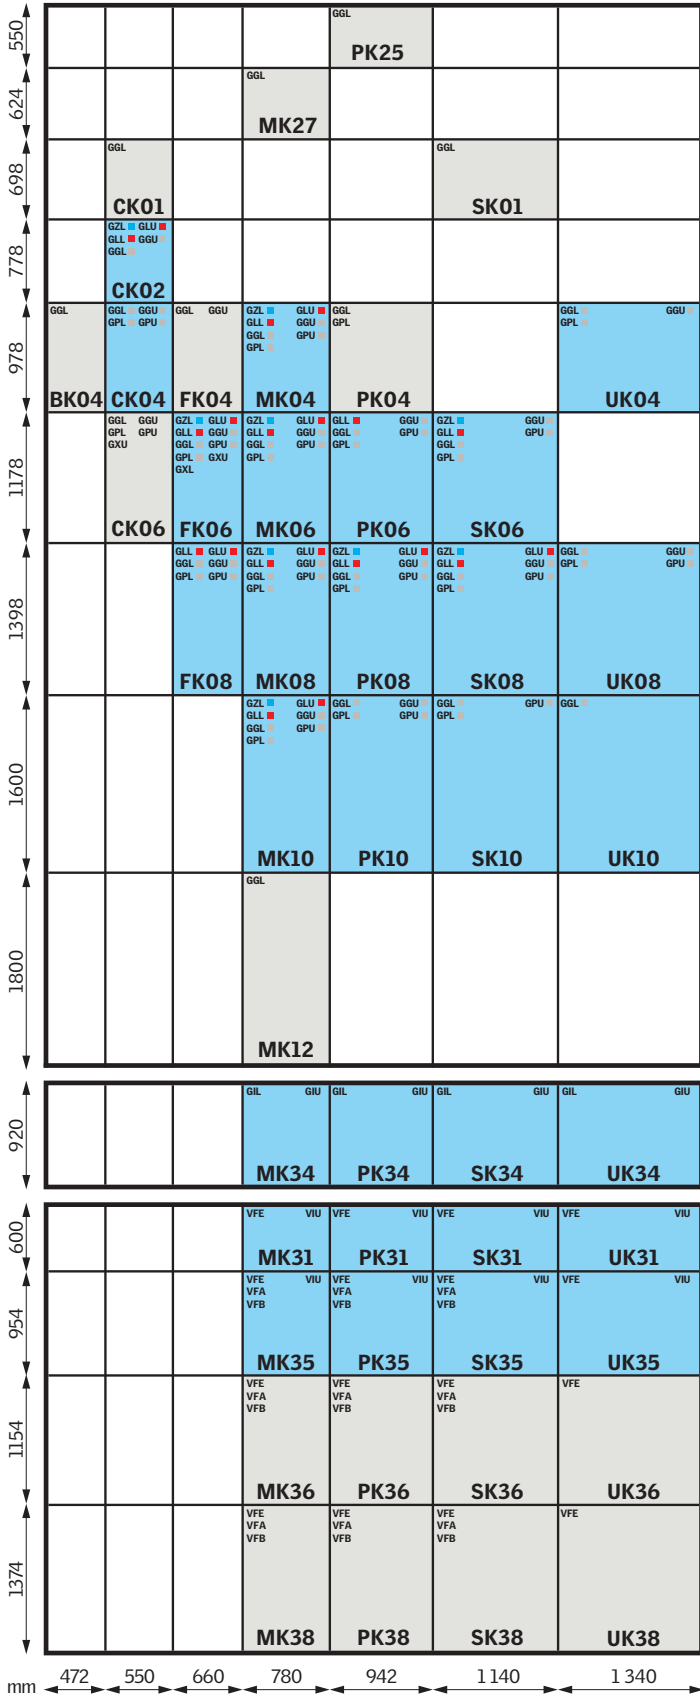 550
GGL
PK25
624
GGL
MK27
698
GGL GGL
CK01 SK01
778
GZL GLU
GLL GGU
GGL
CK02
978
GGL GGL GGU GGL GGU GZL GLU GGL GGL GGU
GPL GPU GLL GGU GPL GPL
GGL GPU
GPL
BK04 CK04 FK04 MK04 PK04 UK04
1178
GGL GGU GZL GLU GZL GLU GLL GGU GZL GGU
GPL GPU GLL GGU GLL GGU GGL GPU GLL GPU
GXU GGL GPU GGL GPU GPL GGL
GPL GXU GPL GPL
GXL
CK06 FK06 MK06 PK06 SK06
1398
GLL GLU GZL GLU GZL GLU GZL GLU GGL GGU
GGL GGU GLL GGU GLL GGU GLL GGU GPL GPU
GPL GPU GGL GPU GGL GPU GGL GPU
GPL GPL GPL
FK08 MK08 PK08 SK08 UK08
1600
GZL GLU GGL GGU GGL GPU GGL
GLL GGU GPL GPU GPL
GGL GPU
GPL
MK10 PK10 SK10 UK10
1800
GGL
MK12
920
GIL GIU GIL GIU GIL GIU GIL GIU
MK34 PK34 SK34 UK34
600
VFE VIU VFE VIU VFE VIU VFE VIU
MK31 PK31 SK31 UK31
954
VFE VIU VFE VIU VFE VIU VFE VIU
VFA VFA VFA
VFB VFB VFB
MK35 PK35 SK35 UK35
1154
VFE VFE VFE VFE
VFA VFA VFA
VFB VFB VFB
MK36 PK36 SK36 UK36
1374
VFE VFE VFE VFE
VFA VFA VFA
VFB VFB VFB
MK38 PK38 SK38 UK38
mm 472 550 660 780 942 1140 1340